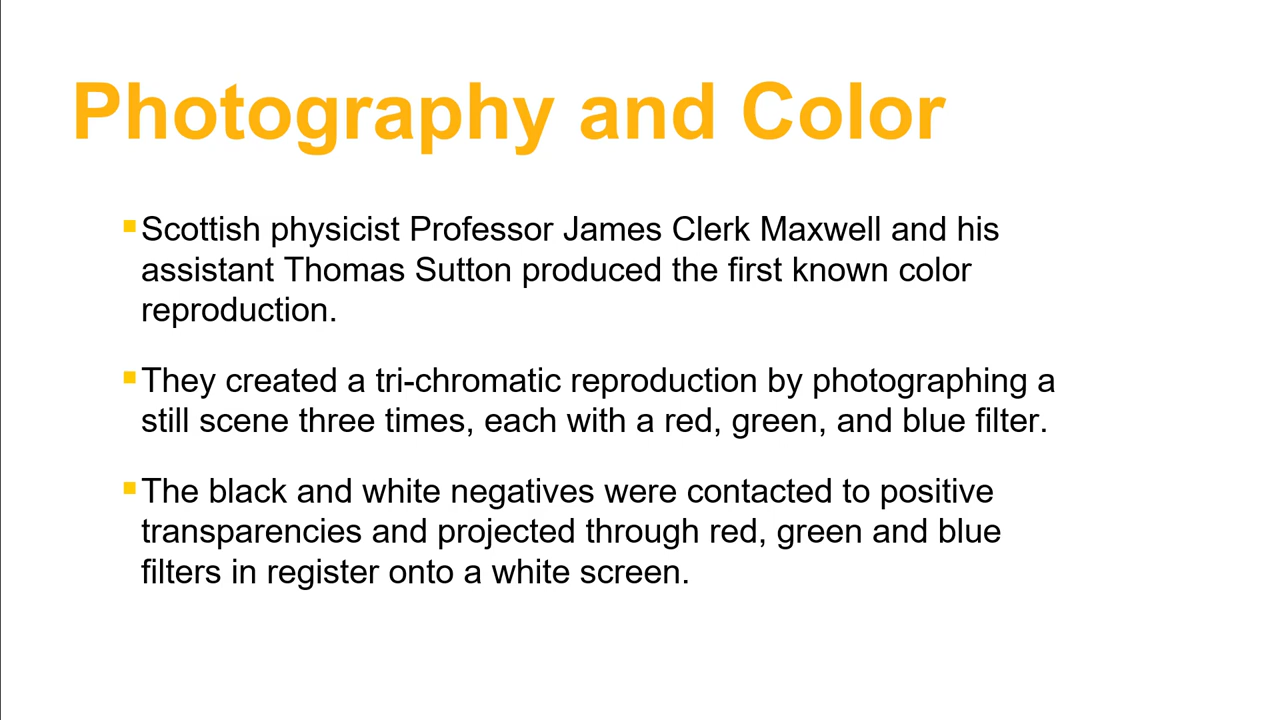 Photography and Color
▪Scottish physicist Professor James Clerk Maxwell and his
assistant Thomas Sutton produced the first known color
reproduction.
▪They created a tri-chromatic reproduction by photographing a
still scene three times, each with a red, green, and blue filter.
▪The black and white negatives were contacted to positive
transparencies and projected through red, green and blue
filters in register onto a white screen.